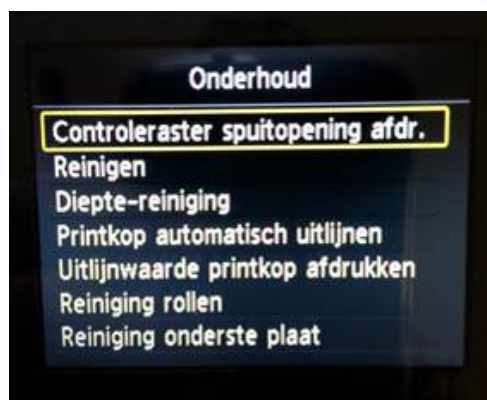 Onderhoud
Controleraster spuitopening afdr.
Reinigen
Diepte-reiniging
Printkop automatisch uitlijnen
Uitlijnwaarde printkop afdrukken
Reiniging rollen
Reiniging onderste plaat